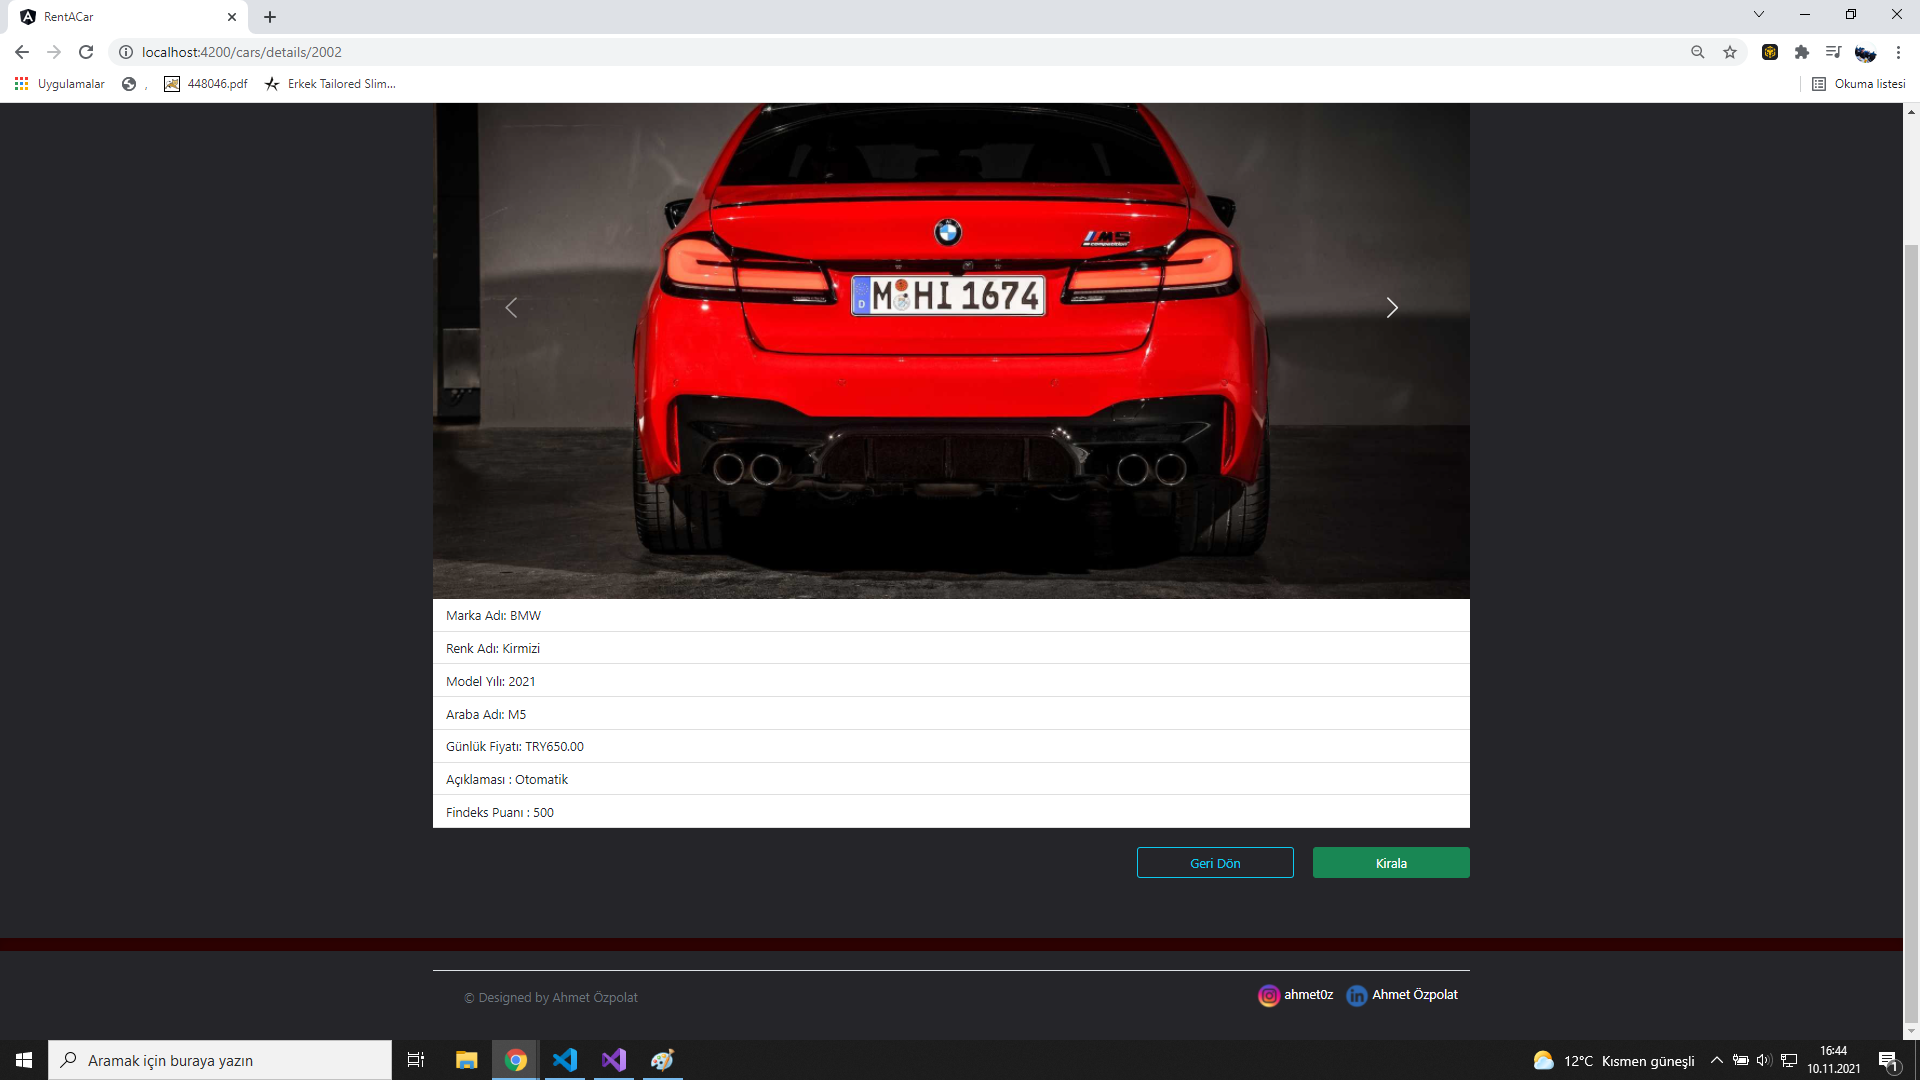 RentACar
localhost:4200/cars/details/2002
Uygulamalar
,
448046.pdf
Erkek Tailored Slim...
Okuma listesi
M5
competition
D
M HI 1674
Marka Adı: BMW
Renk Adı: Kirmizi
Model Yılı: 2021
Araba Adı: M5
Günlük Fiyatı: TRY650.00
Açıklaması : Otomatik
Findeks Puanı : 500
Geri Dön
Kirala
© Designed by Ahmet Özpolat
ahmet0z
Ahmet Özpolat
Aramak için buraya yazın
12°C Kısmen güneşli
16:44
10.11.2021
1